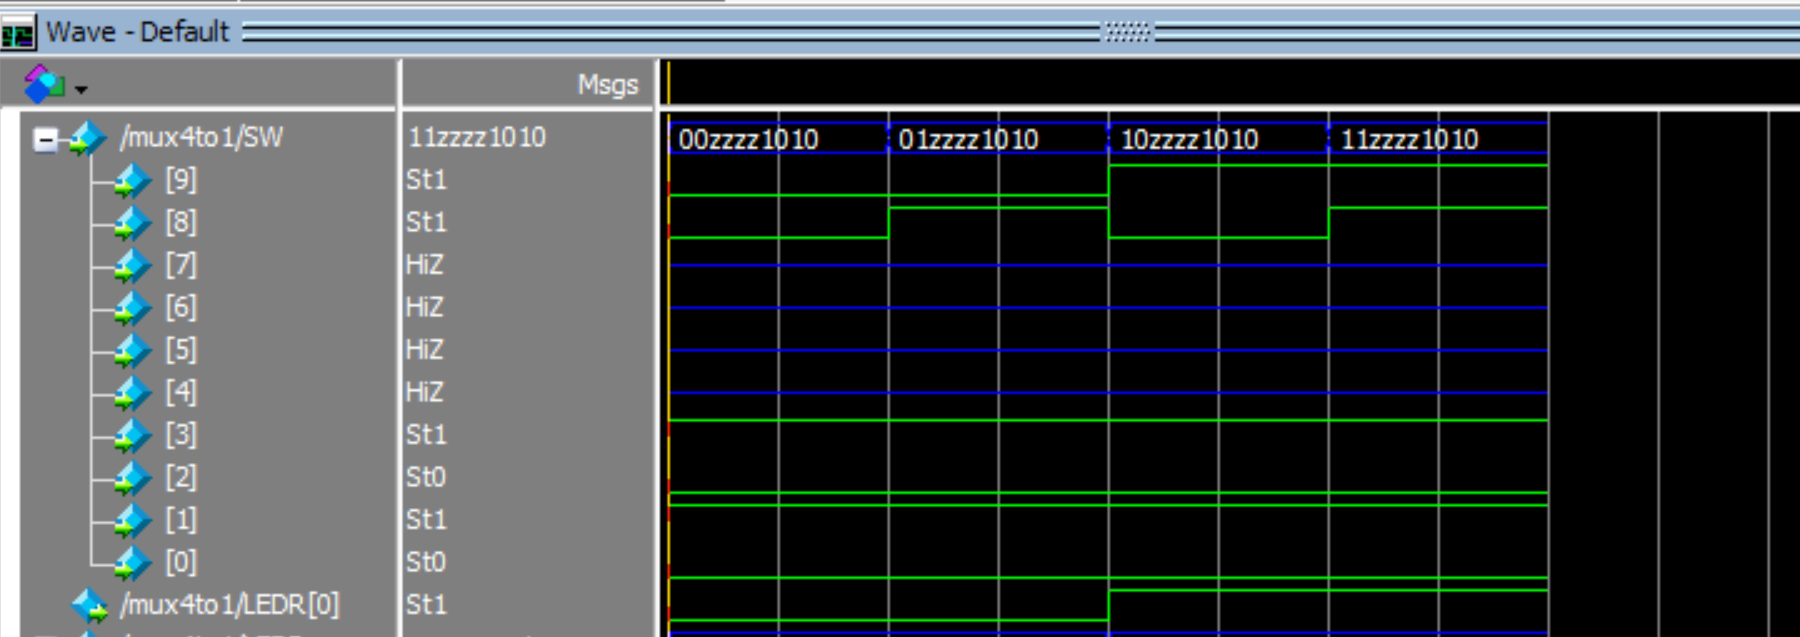 Wave - Default
Msgs
/mux4to1/SW 11zzzz1010 00zzzz1010 01zzzz1010 10zzzz1010 11zzzz1010
[9] St1
[8] St1
[7] HiZ
[6] HiZ
[5] HiZ
[4] HiZ
[3] St1
[2] St0
[1] St1
[0] St0
/mux4to1/LEDR[0] St1